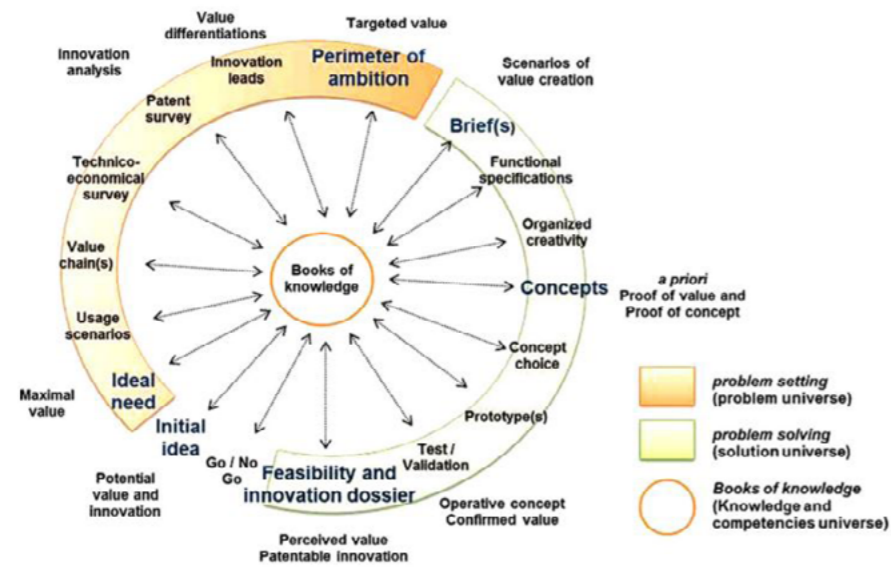 Value
differentiations
Targeted value
Innovation
analysis
Innovation
leads
Perimeter of
ambition
Scenarios of
value creation
Patent
survey
Brief(s)
Technico-
economical
survey
Functional
specifications
Organized
creativity
Value
chain(s)
Books of
knowledge
Concepts
a priori
Proof of value and
Proof of concept
Usage
scenarios
Concept
choice
Ideal
need
Maximal
value
Prototype(s)
Initial
idea
Go / No
Go
Test /
Validation
Feasibility and
innovation dossier
Potential
value and
innovation
Operative concept
Confirmed value
Perceived value
Patentable innovation
problem setting
(problem universe)
problem solving
(solution universe)
Books of knowledge
(Knowledge and
competencies universe)